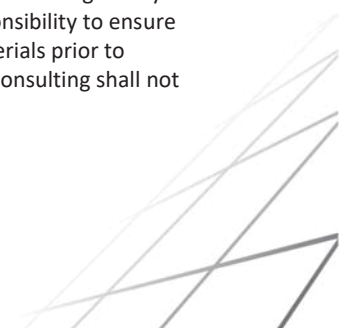 onsibility to ensure
erials prior to
onsulting shall not